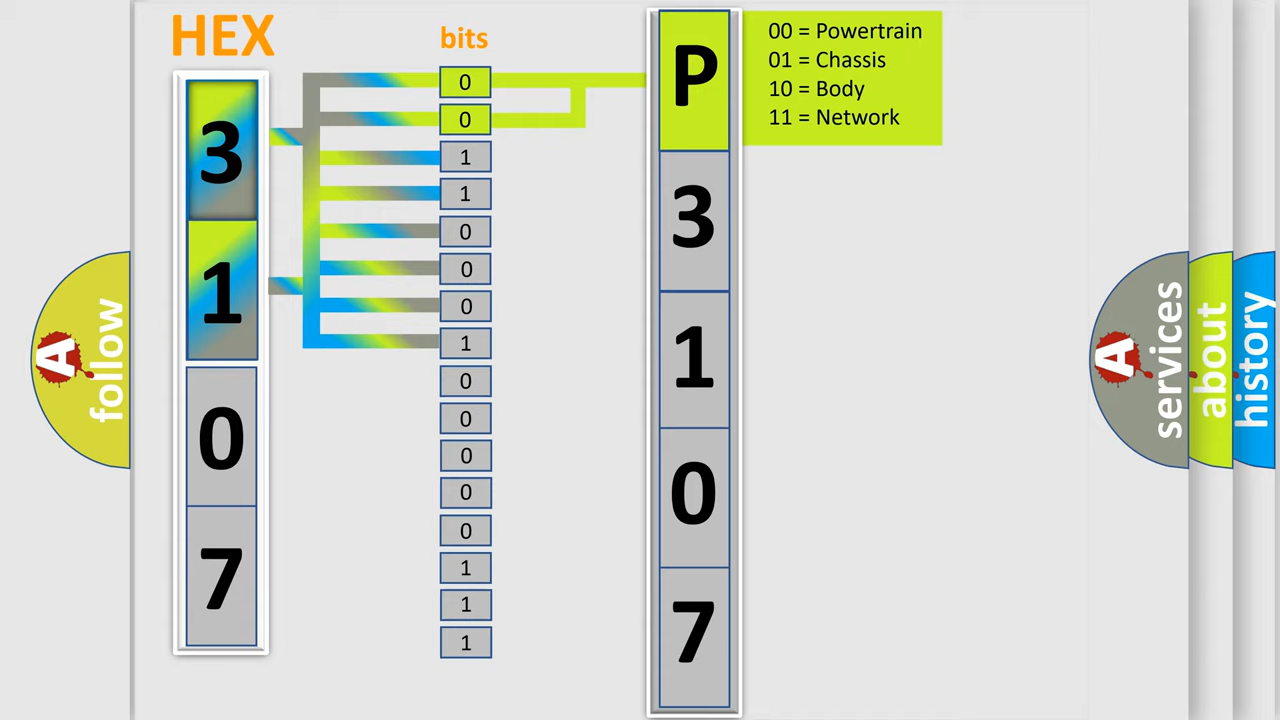 HEX
bits
3
1
0
7
0
0
1
1
0
0
0
1
0
0
0
0
0
1
1
1
P
3
1
0
7
00 = Powertrain
01 = Chassis
10 = Body
11 = Network
A follow
A services
about
history